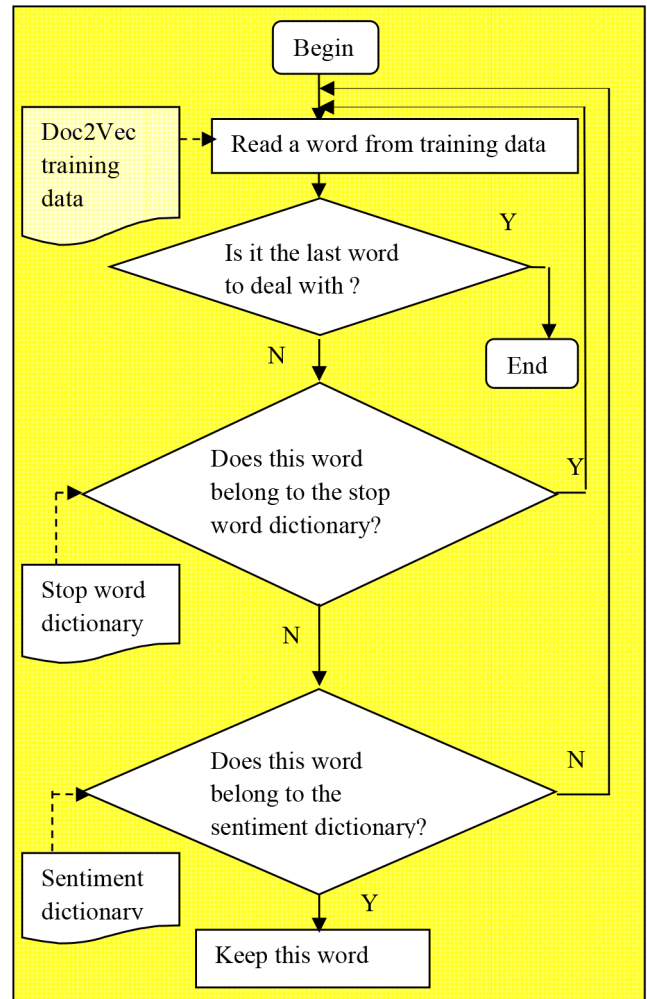 Begin
Doc2Vec
training
data
Read a word from training data
Y
Is it the last word
to deal with ?
N
End
Does this word
belong to the stop
word dictionary?
Y
Stop word
dictionary
N
Does this word
belong to the
sentiment dictionary?
N
Sentiment
dictionary
Y
Keep this word